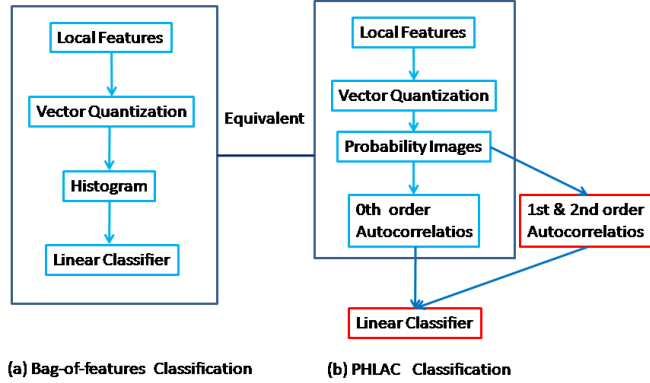 Local Features
Vector Quantization
Histogram
Linear Classifier
Equivalent
Local Features
Vector Quantization
Probability Images
0th order
Autocorrelatios
1st & 2nd order
Autocorrelatios
Linear Classifier
(a) Bag-of-features Classification
(b) PHLAC Classification